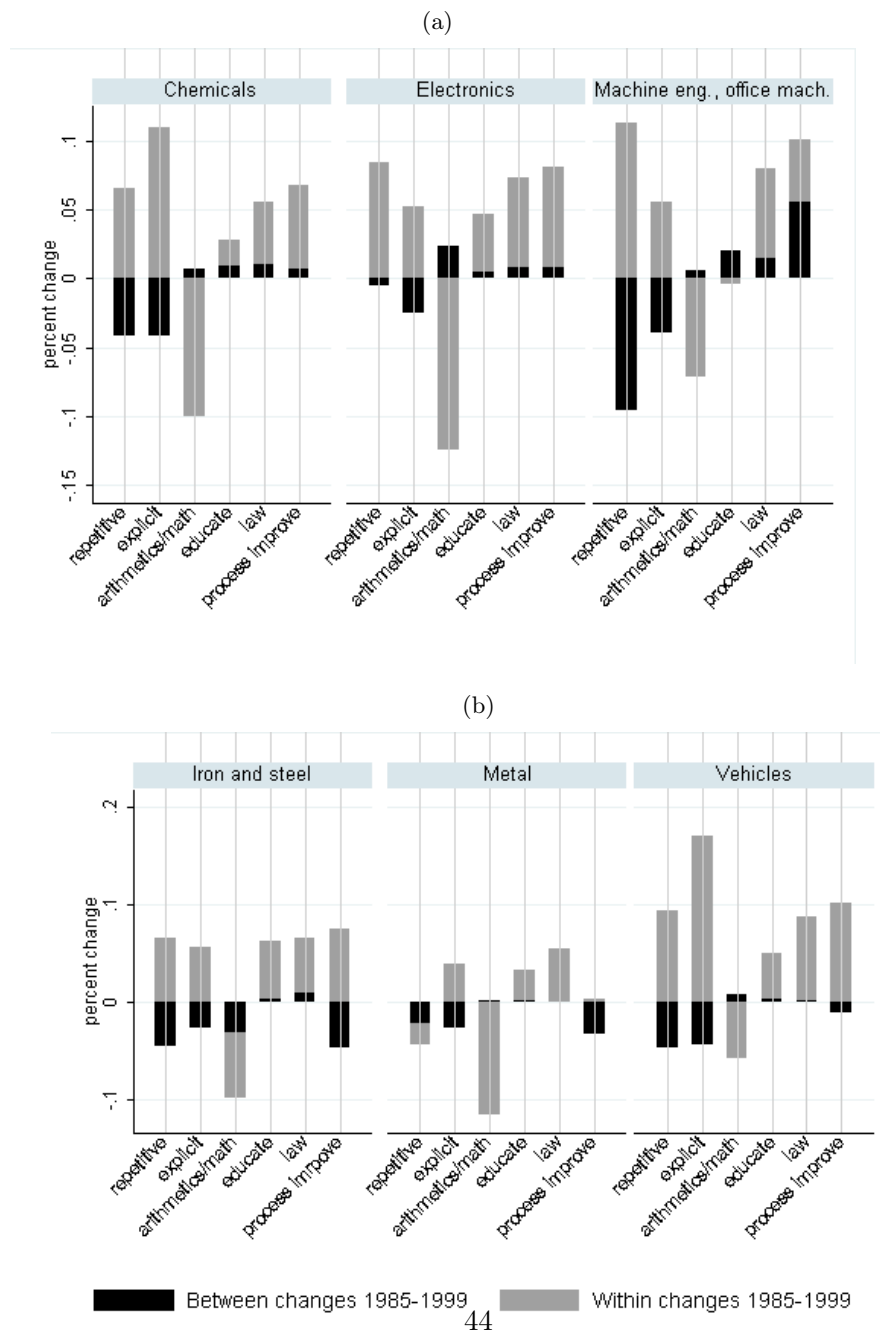 (a)
Chemicals Electronics Machine eng., office mach.
percent change
.1
.05
0
-.05
-.1
-.15
repetitive explicit arithmetics/math educate law process improve repetitive explicit arithmetics/math educate law process improve repetitive explicit arithmetics/math educate law process improve
(b)
Iron and steel Metal Vehicles
percent change
.2
.1
0
-.1
repetitive explicit arithmetics/math educate law process improve repetitive explicit arithmetics/math educate law process improve repetitive explicit arithmetics/math educate law process improve
Between changes 1985-1999 Within changes 1985-1999
44